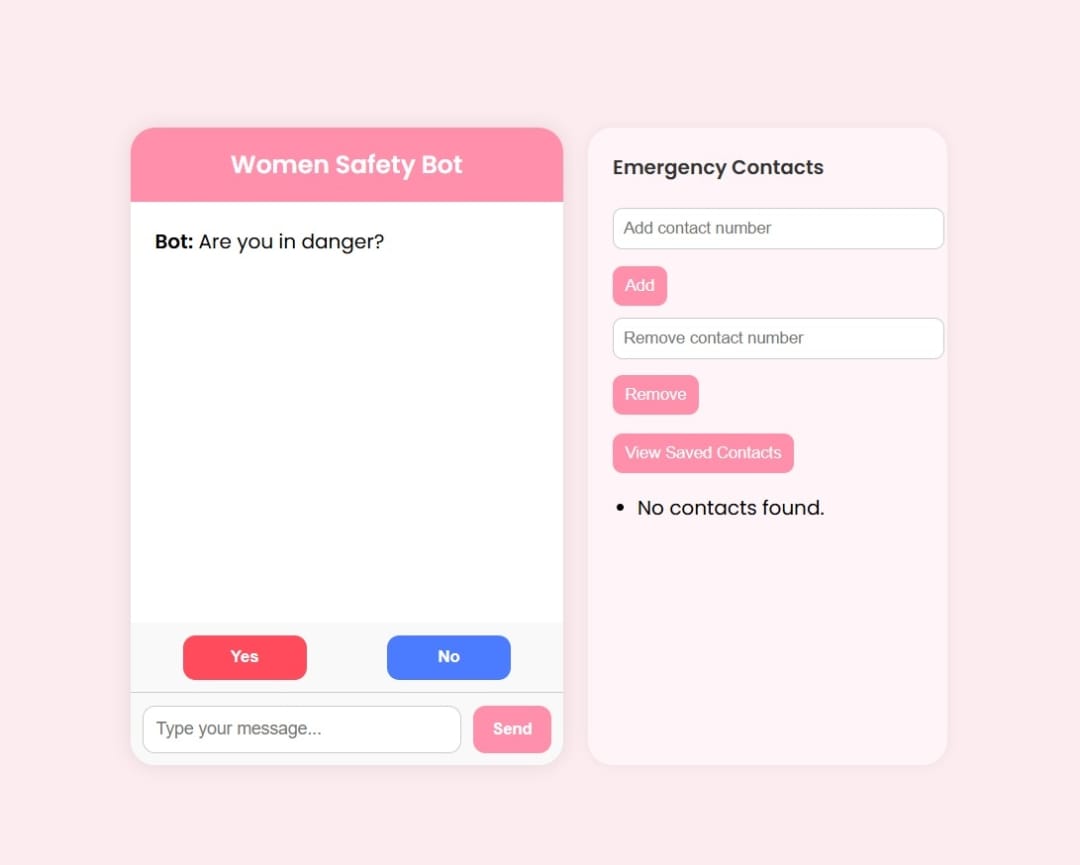 Women Safety Bot
Bot: Are you in danger?
Yes
No
Type your message...
Send
Emergency Contacts
Add contact number
Add
Remove contact number
Remove
View Saved Contacts
• No contacts found.